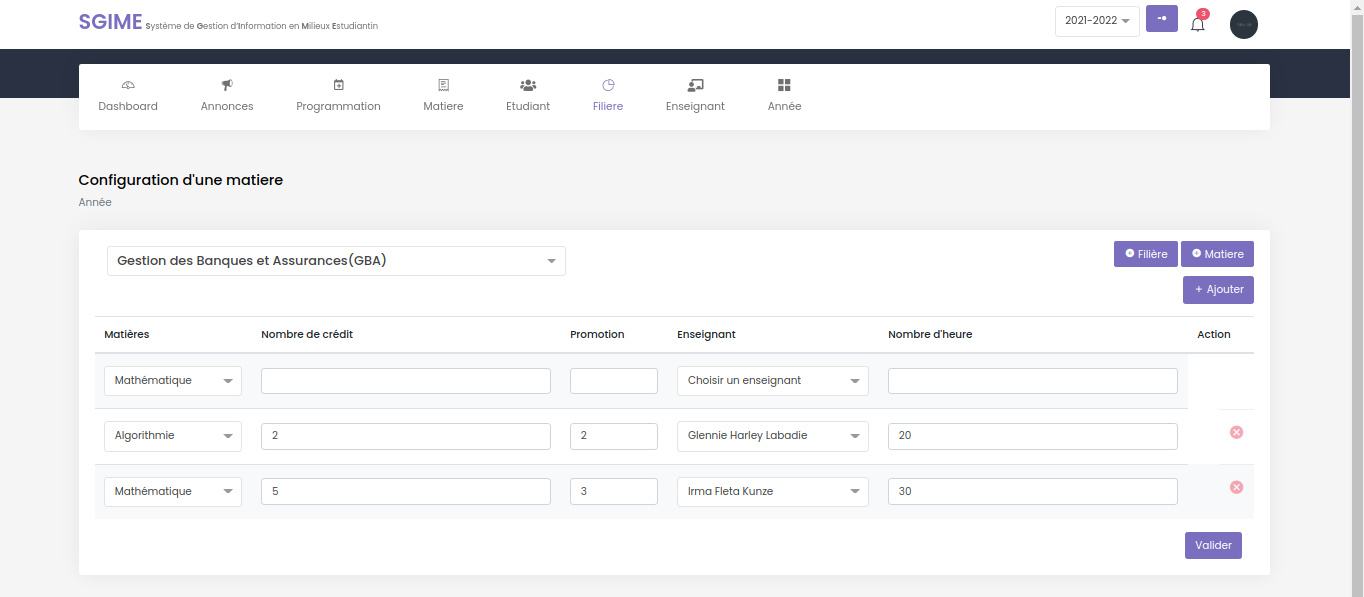 SGIME Système de Gestion d'Information en Milieux Estudiantin
2021-2022
3
Dashboard Annonces Programmation Matiere Etudiant Filiere Enseignant Année
Configuration d'une matiere
Année
Gestion des Banques et Assurances(GBA)
Filière Matiere
+ Ajouter
Matières Nombre de crédit Promotion Enseignant Nombre d'heure Action
Mathématique Choisir un enseignant
Algorithmie 2 2 Glennie Harley Labadie 20
Mathématique 5 3 Irma Fleta Kunze 30
Valider